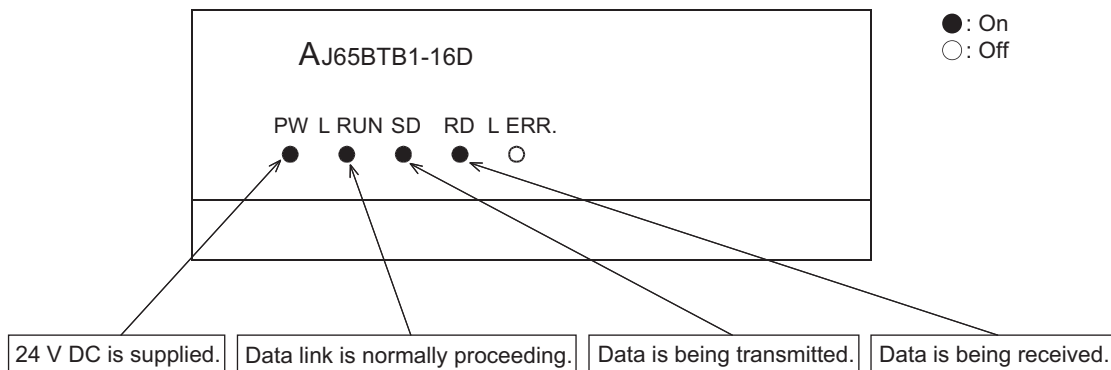 AJ65BTB1-16D
●: On
○: Off
PW L RUN SD RD L ERR.
24 V DC is supplied.
Data link is normally proceeding.
Data is being transmitted.
Data is being received.